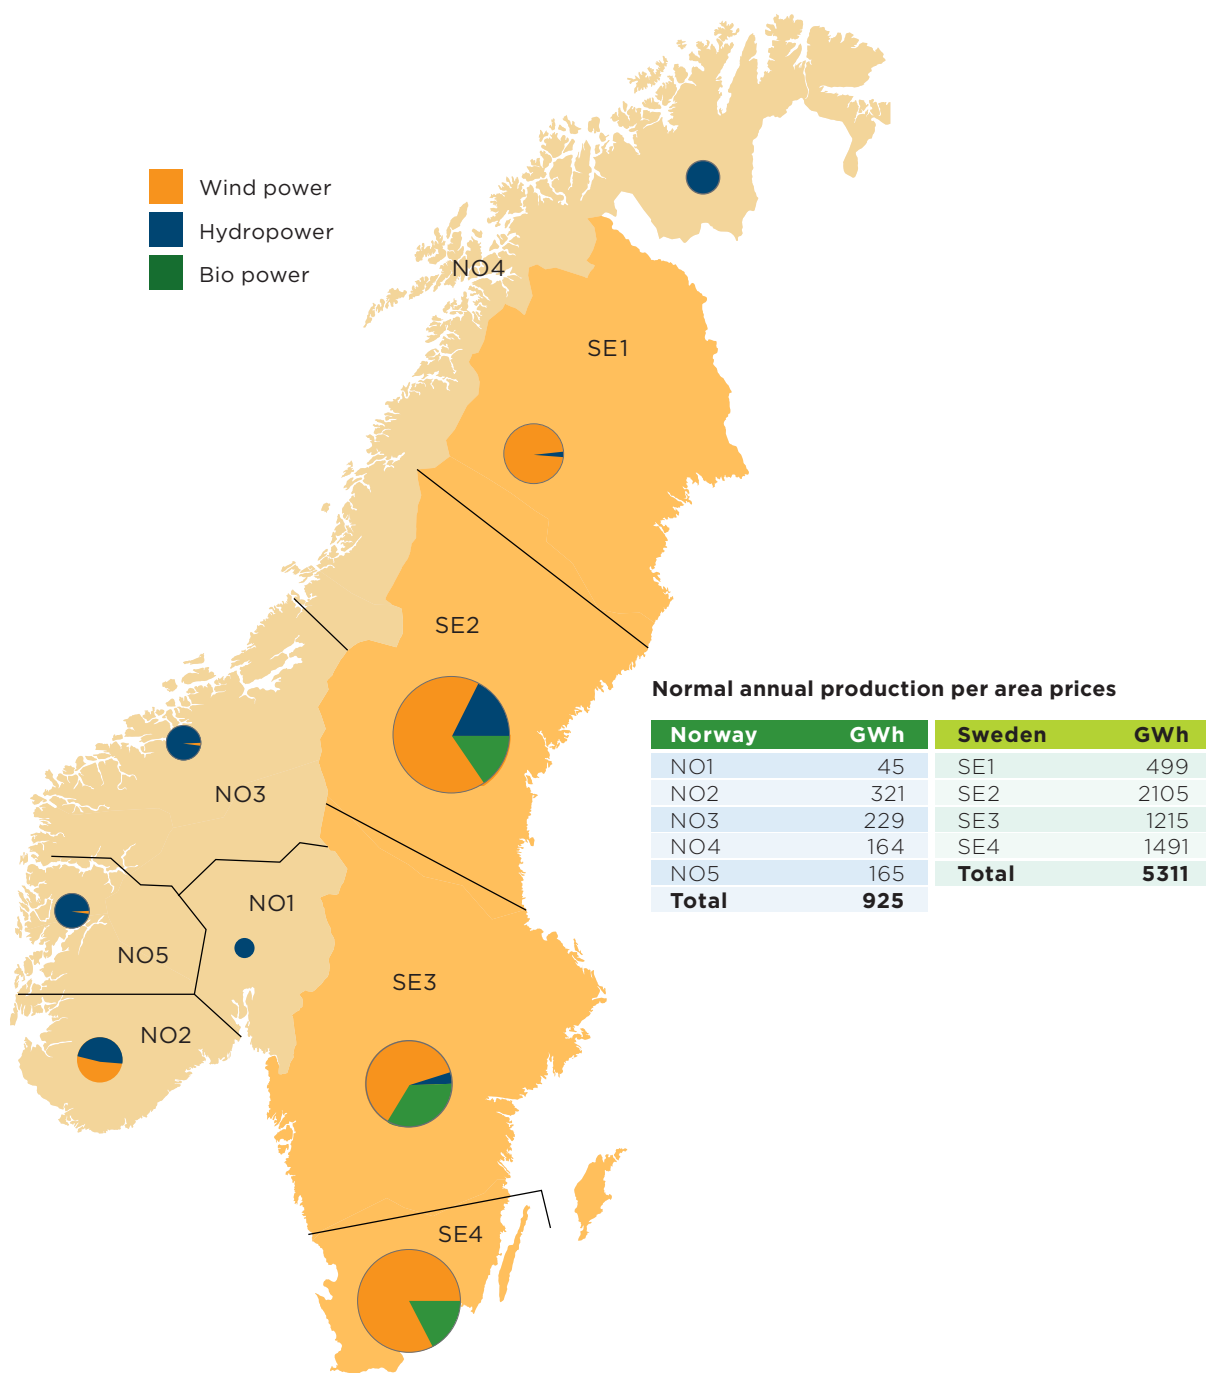 Wind power
Hydropower
Bio power
NO4
SE1
SE2
NO3
NO1
NO5
SE3
NO2
SE4
Normal annual production per area prices
Norway GWh Sweden GWh
NO1 45 SE1 499
NO2 321 SE2 2105
NO3 229 SE3 1215
NO4 164 SE4 1491
NO5 165 Total 5311
Total 925